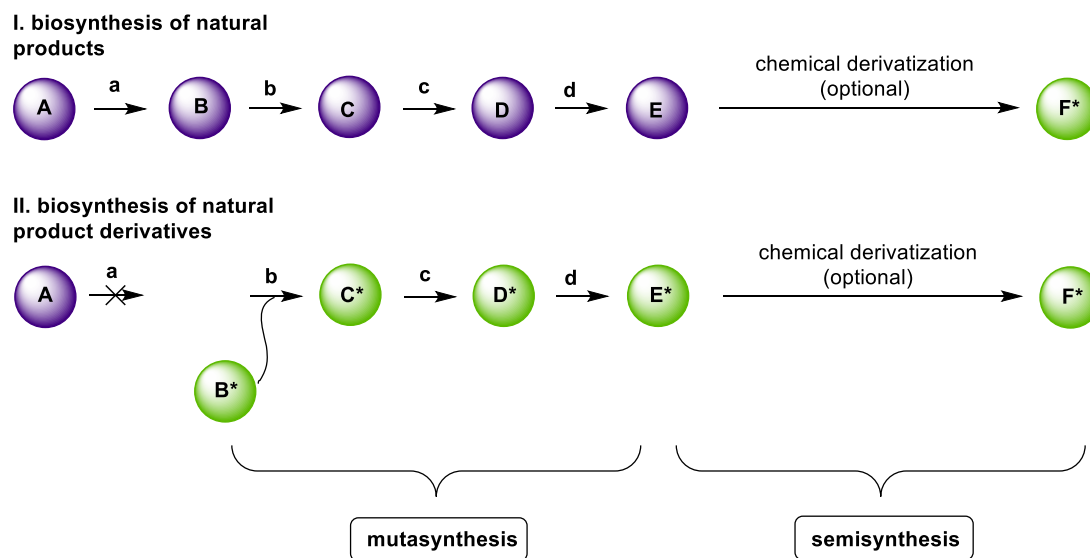 I. biosynthesis of natural
products
A
a
B
b
C
c
D
d
E
chemical derivatization
(optional)
F*
II. biosynthesis of natural
product derivatives
A
a
b
C*
c
D*
d
E*
chemical derivatization
(optional)
F*
B*
mutasynthesis
semisynthesis